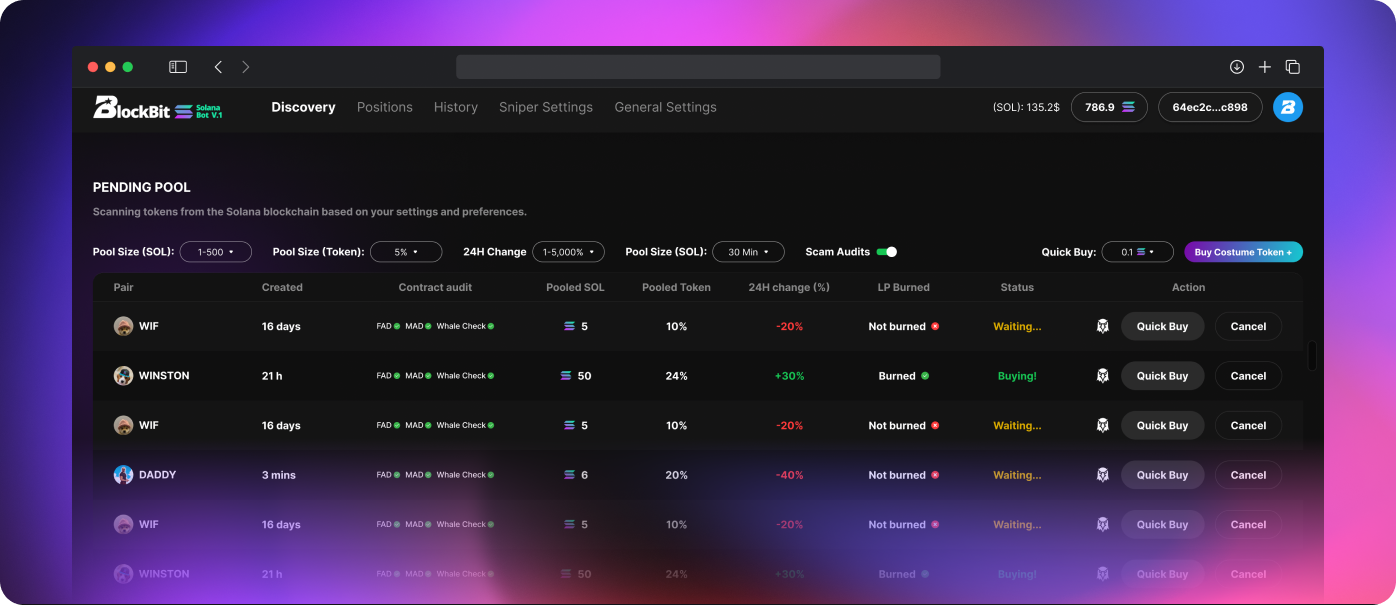 BlockBit Solana Bot V.1 Discovery Positions History Sniper Settings General Settings (SOL): 135.2$ 786.9 64ec2c...c898 B
PENDING POOL
Scanning tokens from the Solana blockchain based on your settings and preferences.
Pool Size (SOL): 1-500 Pool Size (Token): 5% 24H Change 1-5,000% Pool Size (SOL): 30 Min Scam Audits Quick Buy: 0.1 Buy Costume Token +
Pair Created Contract audit Pooled SOL Pooled Token 24H change (%) LP Burned Status Action
WIF 16 days FAD MAD Whale Check 5 10% -20% Not burned Waiting... Quick Buy Cancel
WINSTON 21 h FAD MAD Whale Check 50 24% +30% Burned Buying! Quick Buy Cancel
WIF 16 days FAD MAD Whale Check 5 10% -20% Not burned Waiting... Quick Buy Cancel
DADDY 3 mins FAD MAD Whale Check 6 20% -40% Not burned Waiting... Quick Buy Cancel
WIF 16 days FAD MAD Whale Check 5 10% -20% Not burned Waiting... Quick Buy Cancel
WINSTON 21 h FAD MAD Whale Check 50 24% +30% Burned Buying! Quick Buy Cancel